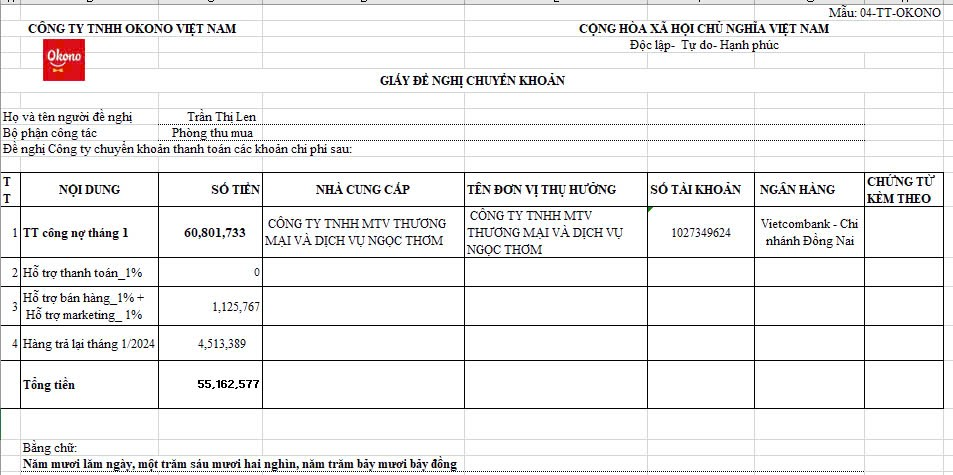 Mẫu: 04-TT-OKONO
CÔNG TY TNHH OKONO VIỆT NAM
CỘNG HÒA XÃ HỘI CHỦ NGHĨA VIỆT NAM
Độc lập- Tự do- Hạnh phúc
Okono
GIẤY ĐỀ NGHỊ CHUYỂN KHOẢN
Họ và tên người đề nghị Trần Thị Len
Bộ phận công tác Phòng thu mua
Đề nghị Công ty chuyển khoản thanh toán các khoản chi phí sau:
TT NỘI DUNG SỐ TIỀN NHÀ CUNG CẤP TÊN ĐƠN VỊ THỤ HƯỞNG SỐ TÀI KHOẢN NGÂN HÀNG CHỨNG TỪ KÈM THEO
1 TT công nợ tháng 1 60,801,733 CÔNG TY TNHH MTV THƯƠNG MẠI VÀ DỊCH VỤ NGỌC THƠM CÔNG TY TNHH MTV THƯƠNG MẠI VÀ DỊCH VỤ NGỌC THƠM 1027349624 Vietcombank - Chi nhánh Đồng Nai
2 Hỗ trợ thanh toán_1% 0
3 Hỗ trợ bán hàng_1% + Hỗ trợ marketing_ 1% 1,125,767
4 Hàng trả lại tháng 1/2024 4,513,389
Tổng tiền 55,162,577
Bằng chữ:
Năm mươi lăm ngày, một trăm sáu mươi hai nghìn, năm trăm bảy mươi bảy đồng